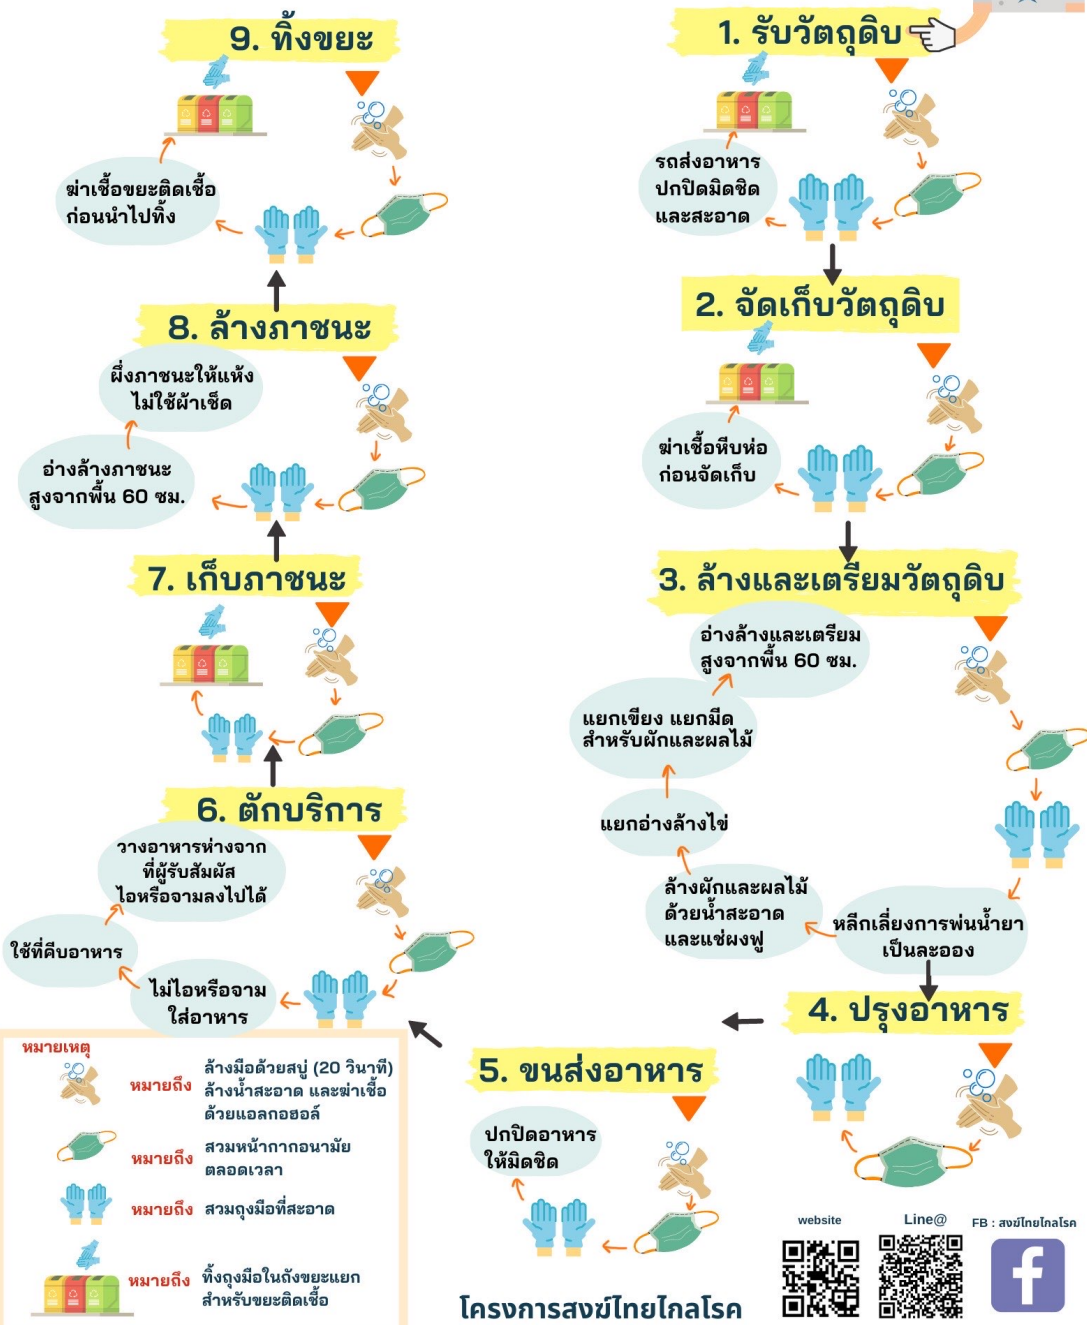 1. รับวัตถุดิบ
รถส่งอาหาร
ปกปิดมิดชิด
และสะอาด
2. จัดเก็บวัตถุดิบ
ฆ่าเชื้อหีบห่อ
ก่อนจัดเก็บ
3. ล้างและเตรียมวัตถุดิบ
อ่างล้างและเตรียม
สูงจากพื้น 60 ซม.
แยกเขียง แยกมีด
สำหรับผักและผลไม้
แยกอ่างล้างไข่
ล้างผักและผลไม้
ด้วยน้ำสะอาด
และแช่ผงฟู
หลีกเลี่ยงการพ่นน้ำยา
เป็นละออง
4. ปรุงอาหาร
5. ขนส่งอาหาร
ปกปิดอาหาร
ให้มิดชิด
6. ตักบริการ
วางอาหารห่างจาก
ที่ผู้รับสัมผัส
ไอหรือจามลงไปได้
ใช้ที่คีบอาหาร
ไม่ไอหรือจาม
ใส่อาหาร
7. เก็บภาชนะ
8. ล้างภาชนะ
ผึ่งภาชนะให้แห้ง
ไม่ใช้ผ้าเช็ด
อ่างล้างภาชนะ
สูงจากพื้น 60 ซม.
9. ทิ้งขยะ
ฆ่าเชื้อขยะติดเชื้อ
ก่อนนำไปทิ้ง
หมายเหตุ
หมายถึง ล้างมือด้วยสบู่ (20 วินาที)
ล้างน้ำสะอาด และฆ่าเชื้อ
ด้วยแอลกอฮอล์
หมายถึง สวมหน้ากากอนามัย
ตลอดเวลา
หมายถึง สวมถุงมือที่สะอาด
หมายถึง ทิ้งถุงมือในถังขยะแยก
สำหรับขยะติดเชื้อ
โครงการสงฆ์ไทยไกลโรค
website
Line@
FB : สงฆ์ไทยไกลโรค